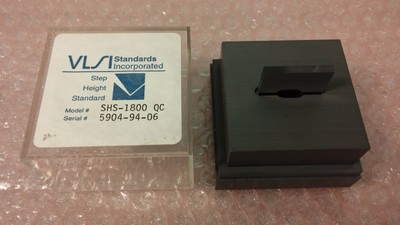 VLSI Standards
Incorporated
Step
Height
Standard
Model # SHS-1800 QC
Serial # 5904-94-06